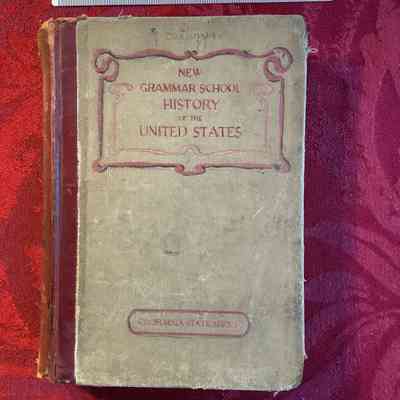 NEW
GRAMMAR SCHOOL
HISTORY
OF THE
UNITED STATES
CALIFORNIA STATE SERIES